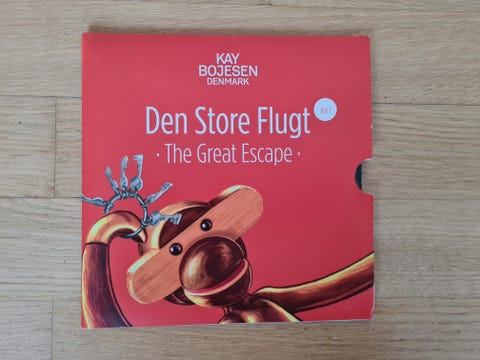 KAY
BOJESEN
DENMARK
Den Store Flugt
· The Great Escape ·